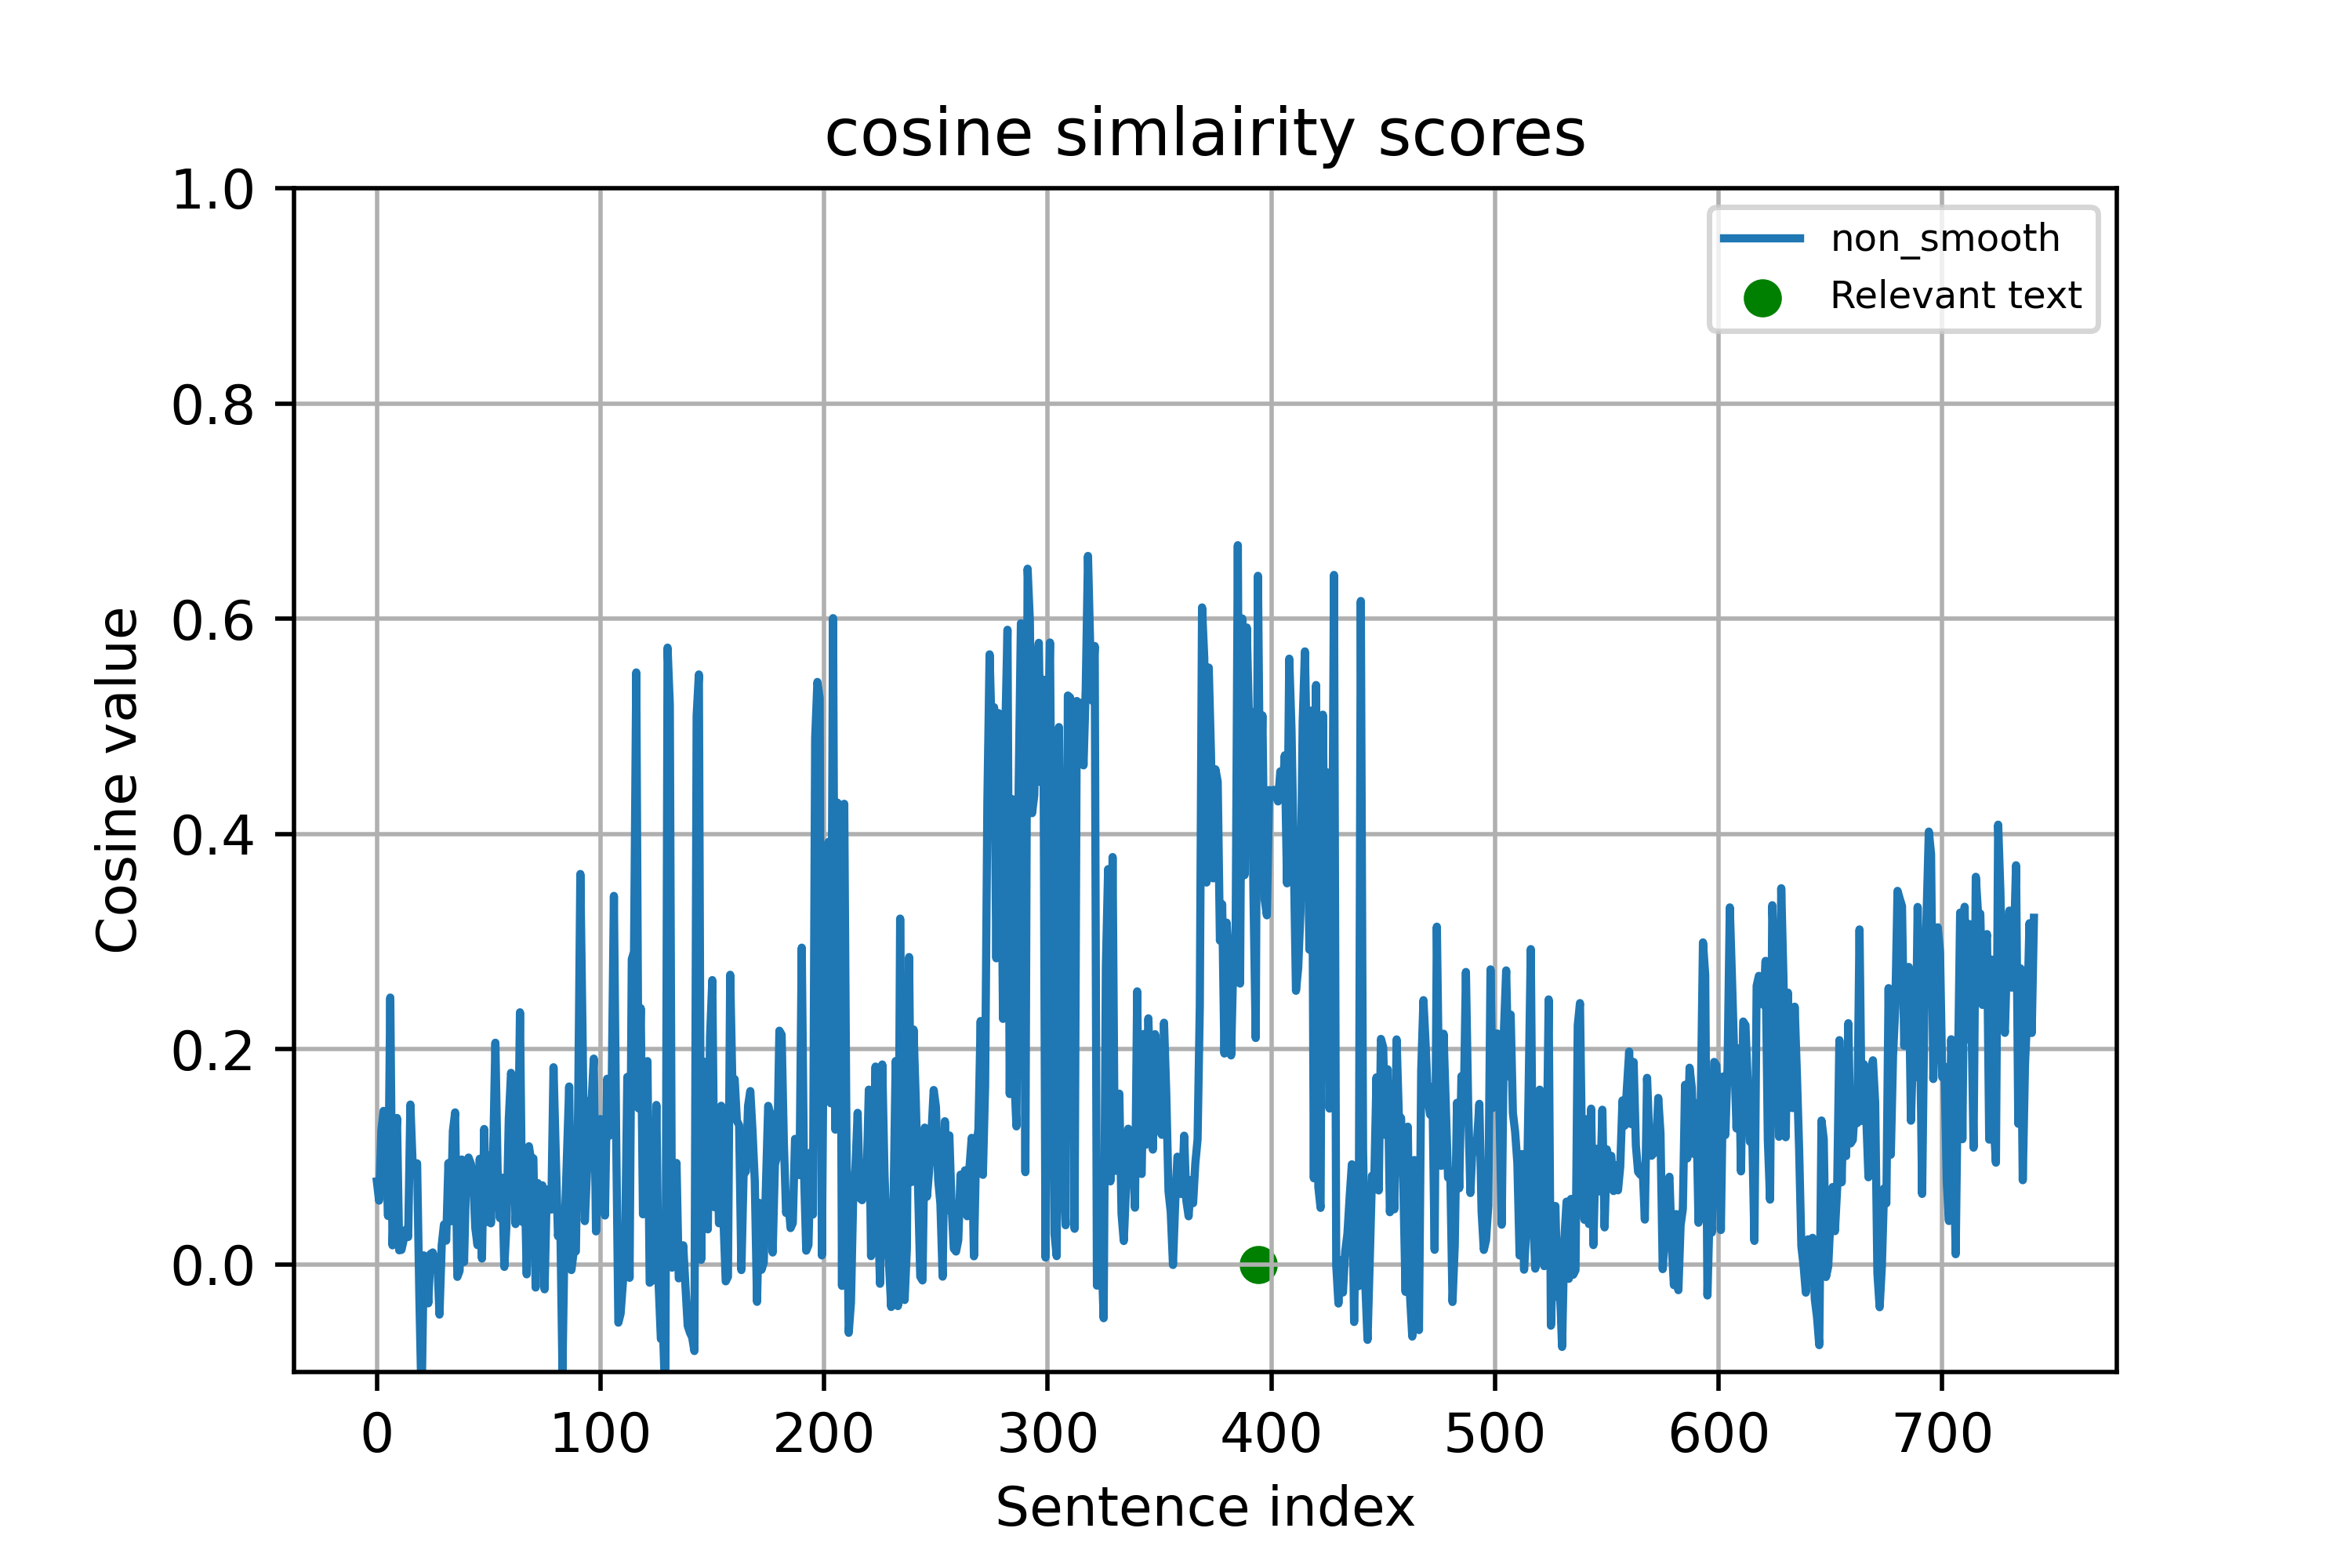 cosine simlairity scores
1.0
0.8
0.6
0.4
0.2
0.0
Cosine value
non_smooth
Relevant text
0 100 200 300 400 500 600 700
Sentence index